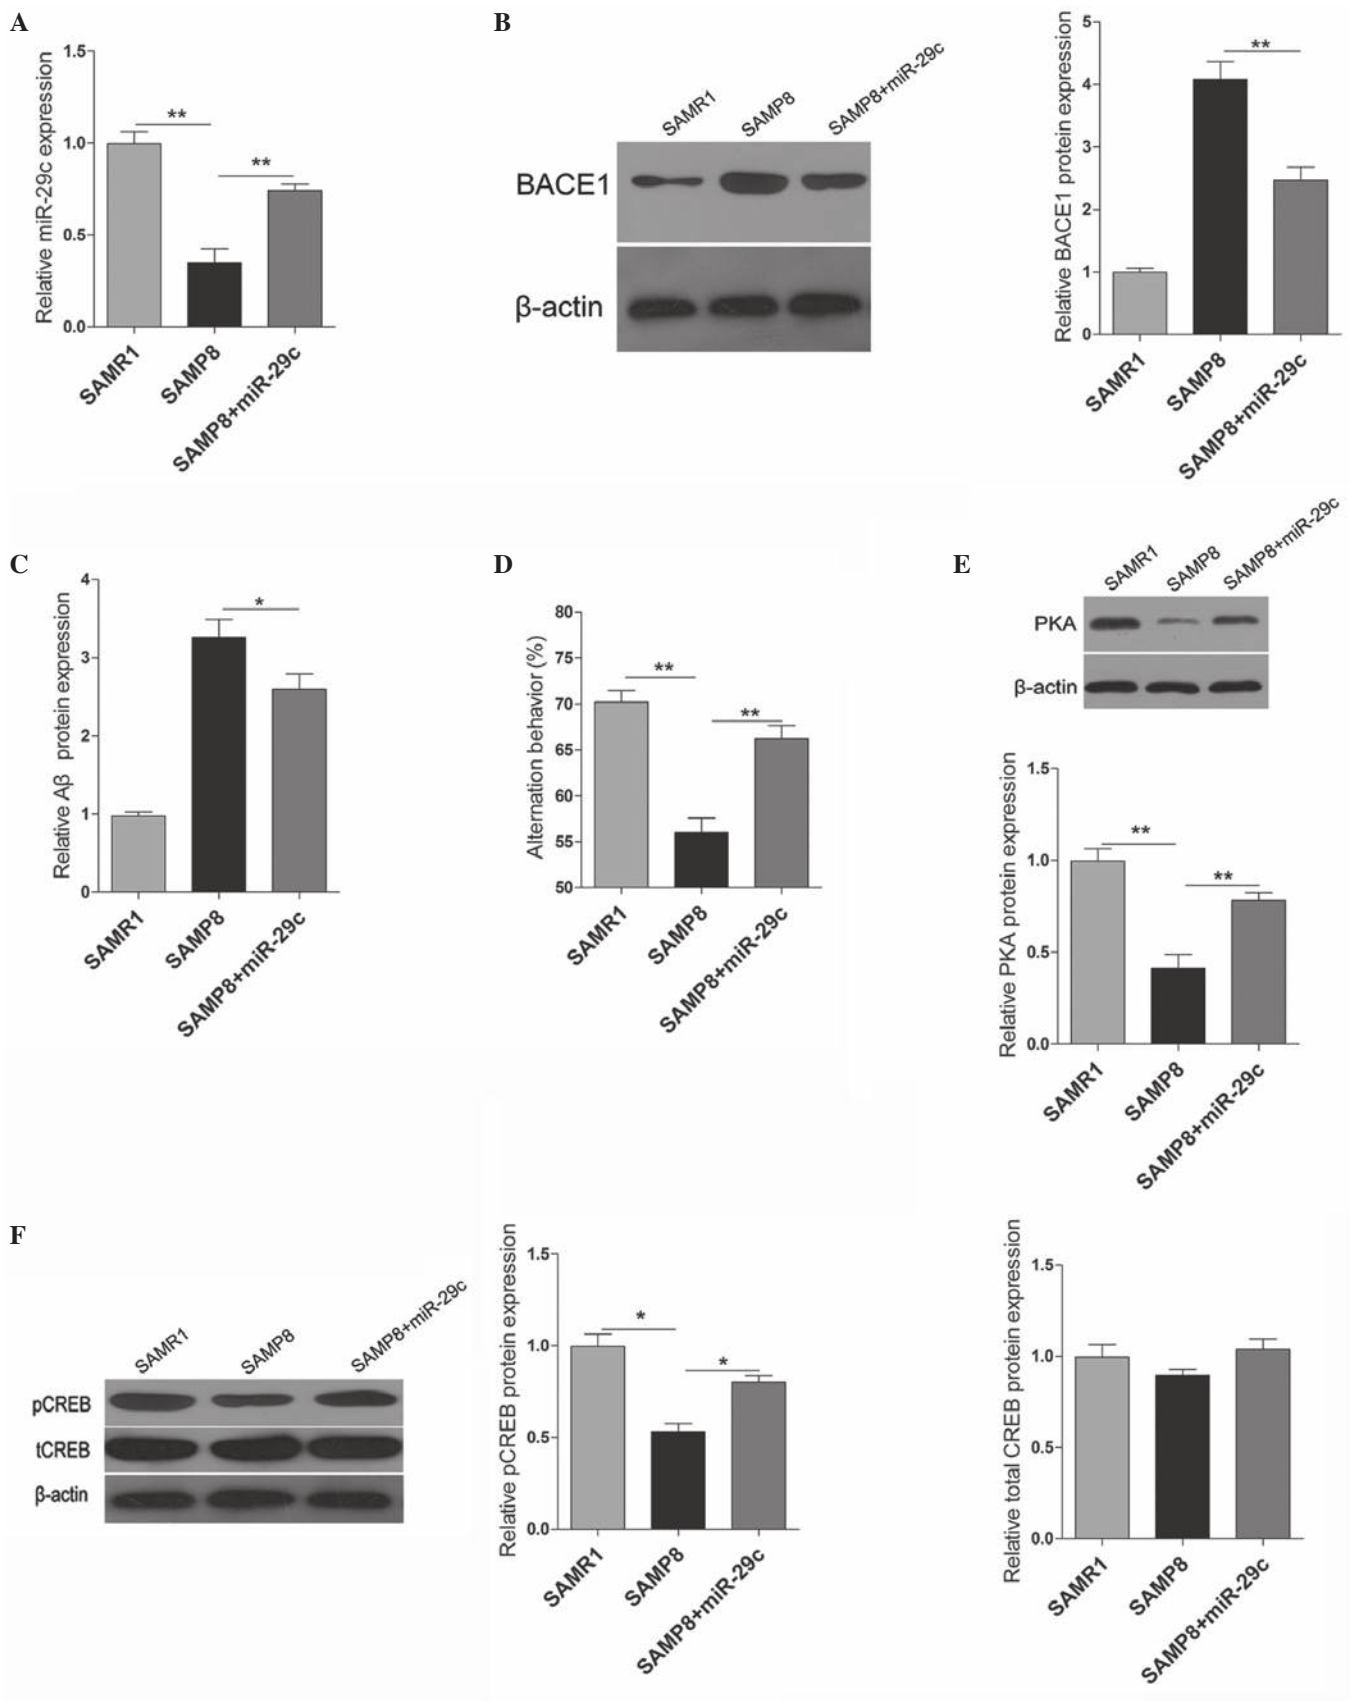 A
Relative miR-29c expression
1.5
1.0
0.5
0.0
**
**
SAMR1
SAMP8
SAMP8+miR-29c
B
SAMR1
SAMP8
SAMP8+miR-29c
BACE1
β-actin
Relative BACE1 protein expression
5
4
3
2
1
0
**
SAMR1
SAMP8
SAMP8+miR-29c
C
Relative Aβ protein expression
4
3
2
1
0
*
SAMR1
SAMP8
SAMP8+miR-29c
D
Alternation behavior (%)
80
75
70
65
60
55
50
**
**
SAMR1
SAMP8
SAMP8+miR-29c
E
SAMR1
SAMP8
SAMP8+miR-29c
PKA
β-actin
Relative PKA protein expression
1.5
1.0
0.5
0.0
**
**
SAMR1
SAMP8
SAMP8+miR-29c
F
SAMR1
SAMP8
SAMP8+miR-29c
pCREB
tCREB
β-actin
Relative pCREB protein expression
1.5
1.0
0.5
0.0
*
*
SAMR1
SAMP8
SAMP8+miR-29c
Relative total CREB protein expression
1.5
1.0
0.5
0.0
SAMR1
SAMP8
SAMP8+miR-29c